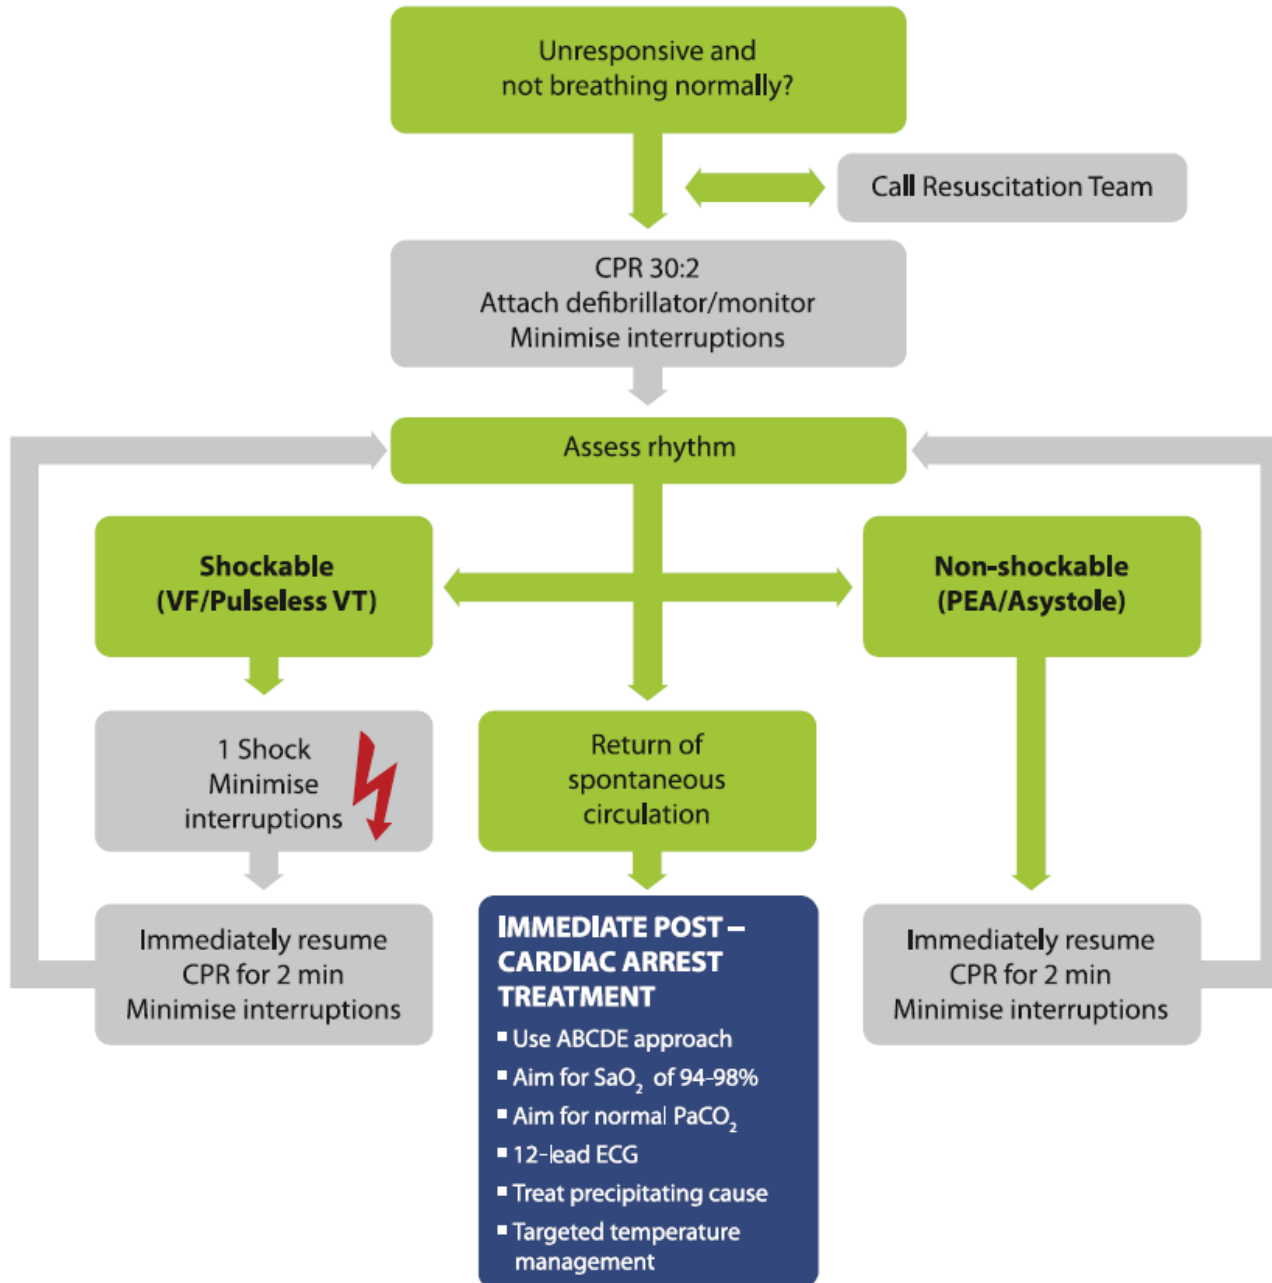 Unresponsive and
not breathing normally?
Call Resuscitation Team
CPR 30:2
Attach defibrillator/monitor
Minimise interruptions
Assess rhythm
Shockable
(VF/Pulseless VT)
Non-shockable
(PEA/Asystole)
1 Shock
Minimise
interruptions
Return of
spontaneous
circulation
Immediately resume
CPR for 2 min
Minimise interruptions
IMMEDIATE POST –
CARDIAC ARREST
TREATMENT
▪ Use ABCDE approach
▪ Aim for SaO₂ of 94-98%
▪ Aim for normal PaCO₂
▪ 12-lead ECG
▪ Treat precipitating cause
▪ Targeted temperature
management
Immediately resume
CPR for 2 min
Minimise interruptions